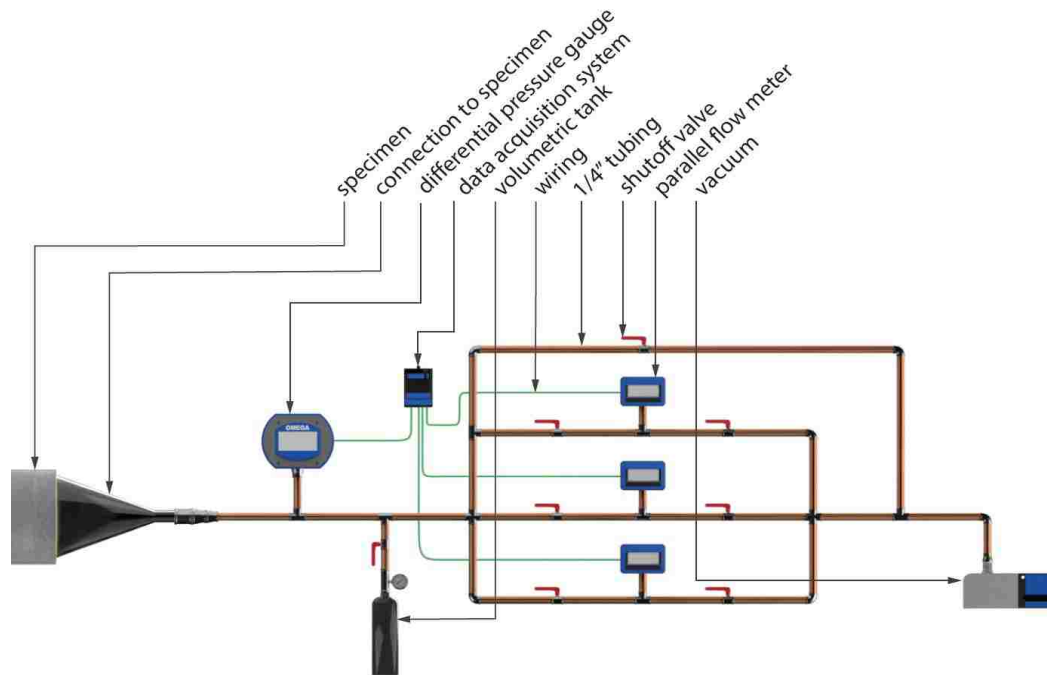 specimen
connection to specimen
differential pressure gauge
data acquisition system
volumetric tank
wiring
1/4" tubing
shutoff valve
parallel flow meter
vacuum
OMEGA